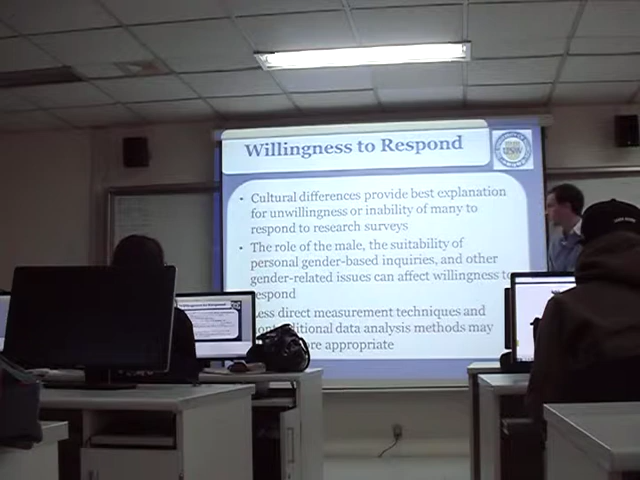 Willingness to Respond
• Cultural differences provide best explanation
for unwillingness or inability of many to
respond to research surveys
• The role of the male, the suitability of
personal gender-based inquiries, and other
gender-related issues can affect willingness to
respond
Less direct measurement techniques and
data analysis methods may
appropriate